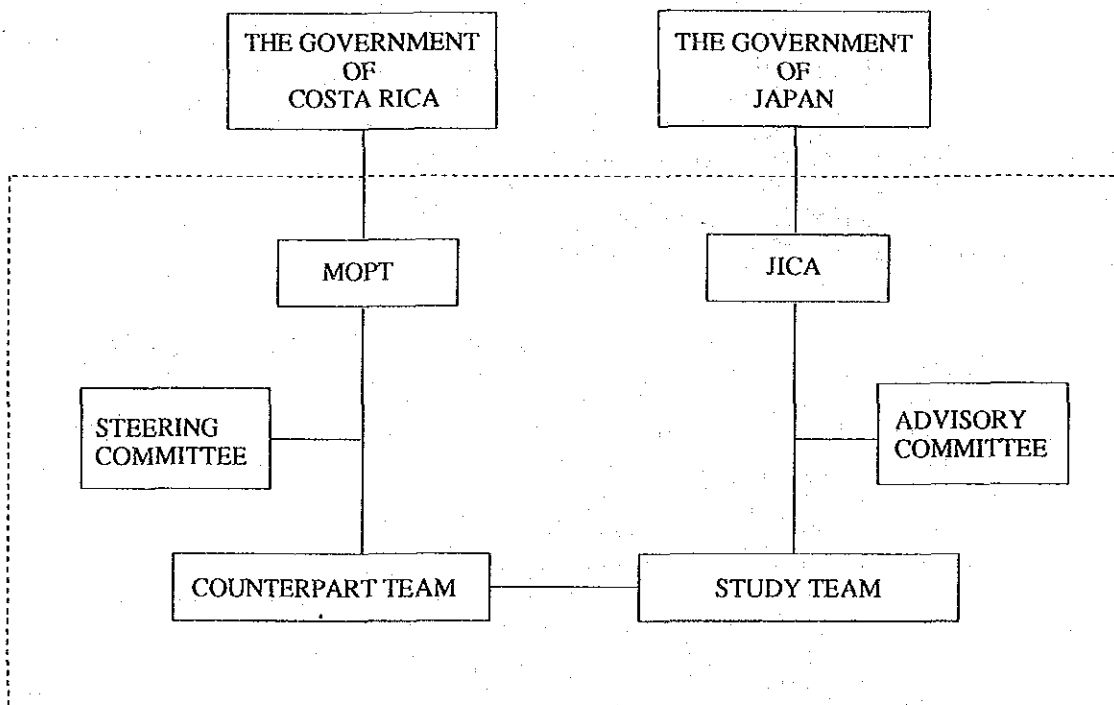 THE GOVERNMENT
OF
COSTA RICA
THE GOVERNMENT
OF
JAPAN
MOPT
JICA
STEERING
COMMITTEE
ADVISORY
COMMITTEE
COUNTERPART TEAM
STUDY TEAM